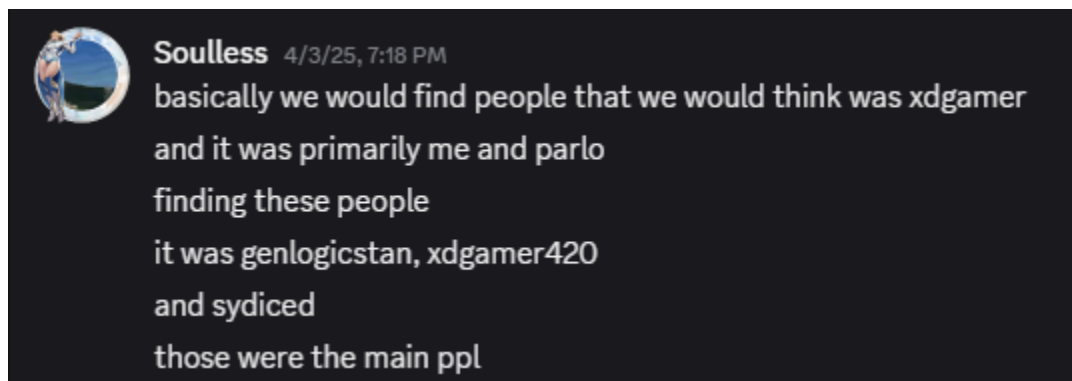 Soulless 4/3/25, 7:18 PM
basically we would find people that we would think was xdgamer
and it was primarily me and parlo
finding these people
it was genlogicstan, xdgamer420
and sydiced
those were the main ppl